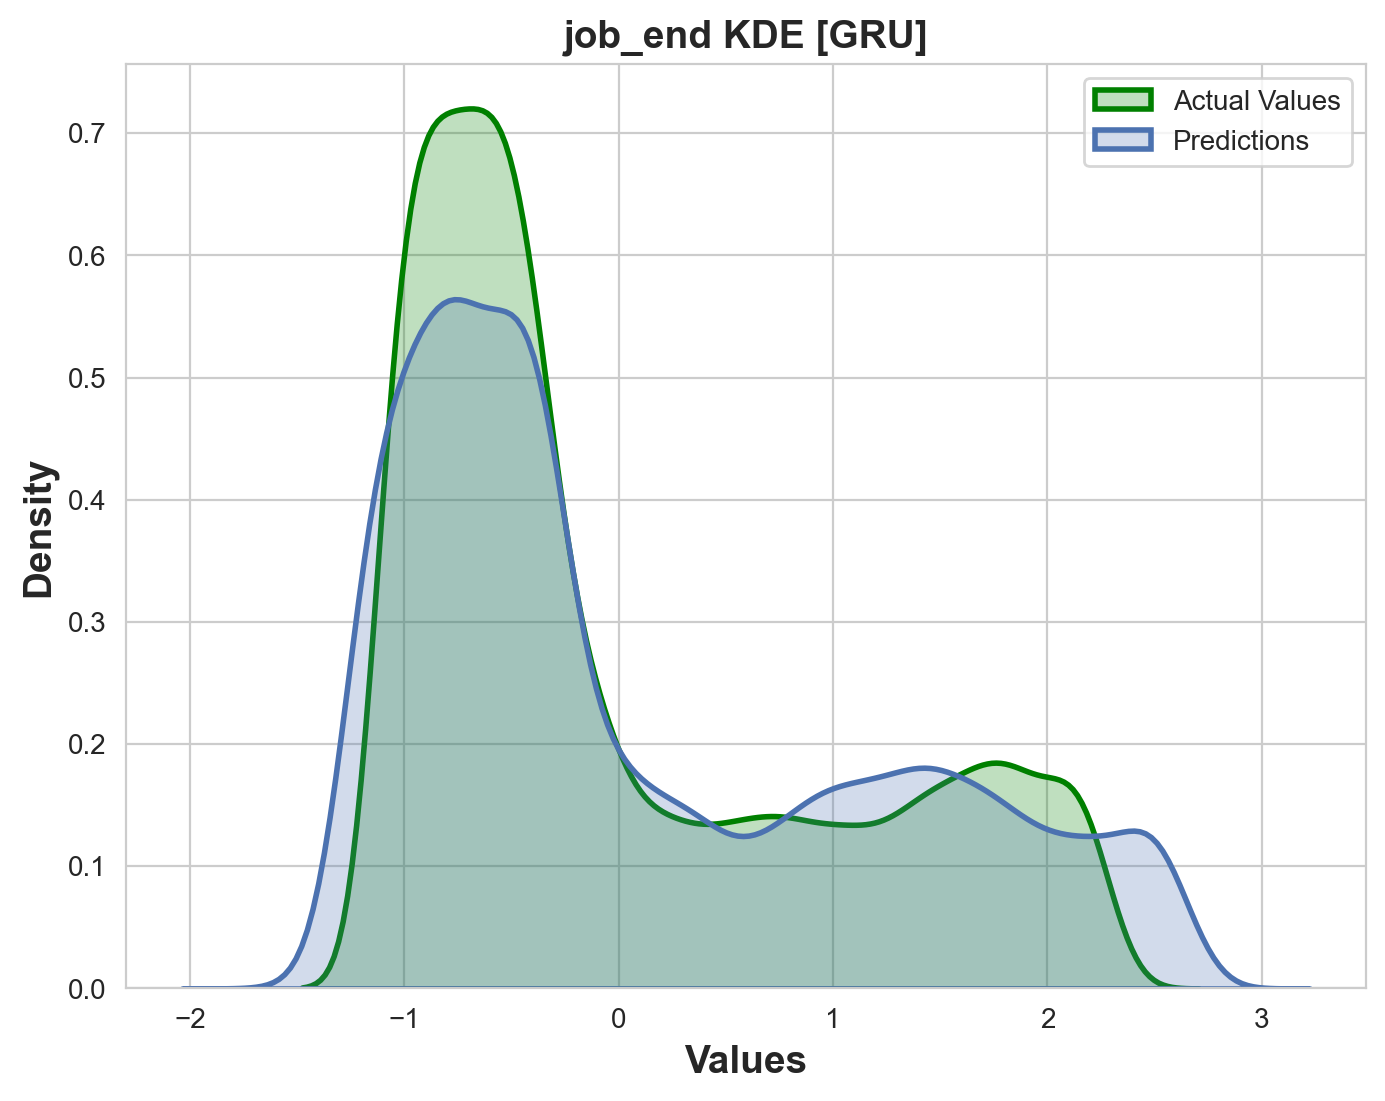 job_end KDE [GRU]
Actual Values
Predictions
Density
0.7
0.6
0.5
0.4
0.3
0.2
0.1
0.0
−2 −1 0 1 2 3
Values